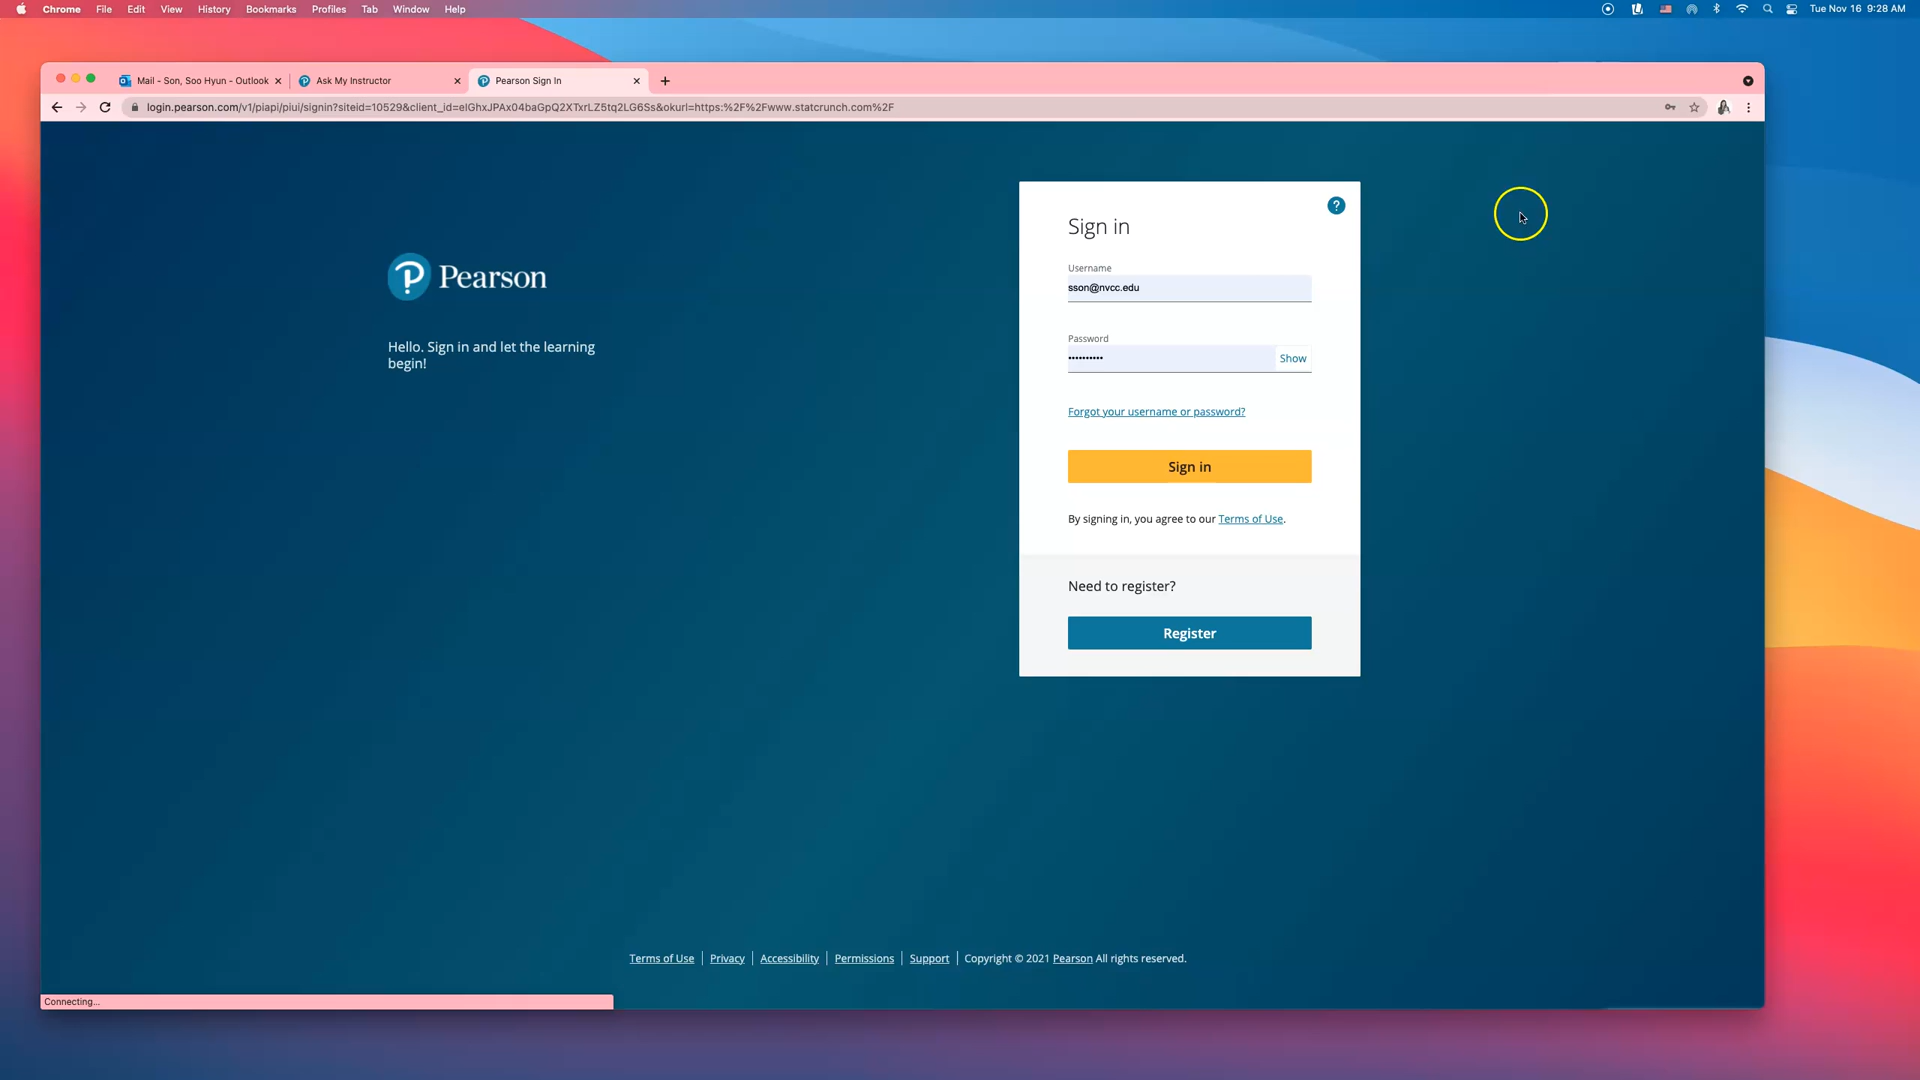 Chrome File Edit View History Bookmarks Profiles Tab Window Help Tue Nov 16 9:28 AM
Mail - Son, Soo Hyun - Outlook Ask My Instructor Pearson Sign In
login.pearson.com/v1/piapi/piui/signin?siteid=10529&client_id=eIGhxJPAx04baGpQ2XTxrLZ5tq2LG6Ss&okurl=https:%2F%2Fwww.statcrunch.com%2F
?
Sign in
Pearson
Hello. Sign in and let the learning
begin!
Username
sson@nvcc.edu
Password
•••••••••• Show
Forgot your username or password?
Sign in
By signing in, you agree to our Terms of Use.
Need to register?
Register
Terms of Use Privacy Accessibility Permissions Support Copyright © 2021 Pearson All rights reserved.
Connecting...